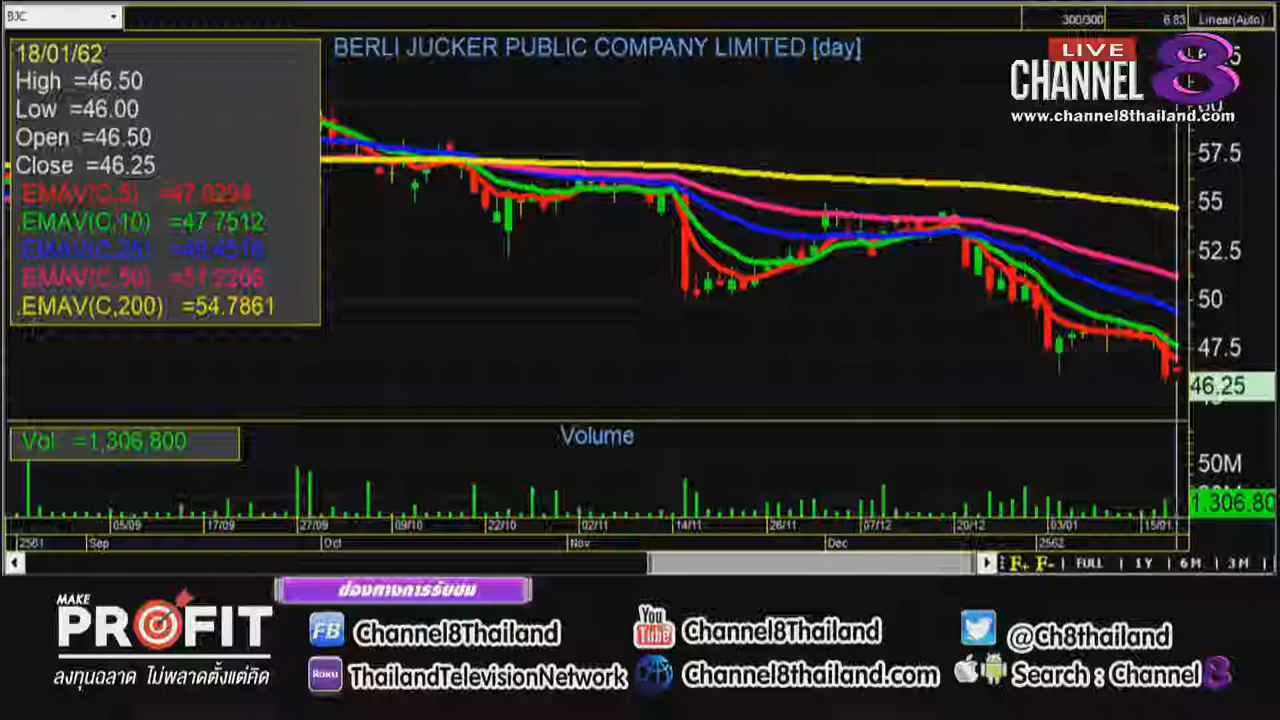 BJC
300/300
6.83
Linear(Auto)
BERLI JUCKER PUBLIC COMPANY LIMITED [day]
LIVE
CHANNEL 8
www.channel8thailand.com
18/01/62
High =46.50
Low =46.00
Open =46.50
Close =46.25
EMAV(C,5) =47.0294
EMAV(C,10) =47.7512
EMAV(C,25) =49.4518
EMAV(C,50) =51.2206
EMAV(C,200) =54.7861
57.5
55
52.5
50
47.5
46.25
Vol =1,306,800
Volume
50M
1,306,80
05/09 17/09 27/09 09/10 22/10 02/11 14/11 26/11 07/12 20/12 03/01 15/01
2561 Sep Oct Nov Dec 2562
F+ F- FULL 1Y 6M 3M
MAKE
PROFIT
ลงทุนฉลาด ไม่พลาดตั้งแต่คิด
ช่องทางการรับชม
FB Channel8Thailand
You Tube Channel8Thailand
@Ch8thailand
ROKU ThailandTelevisionNetwork
Channel8thailand.com
Search : Channel 8